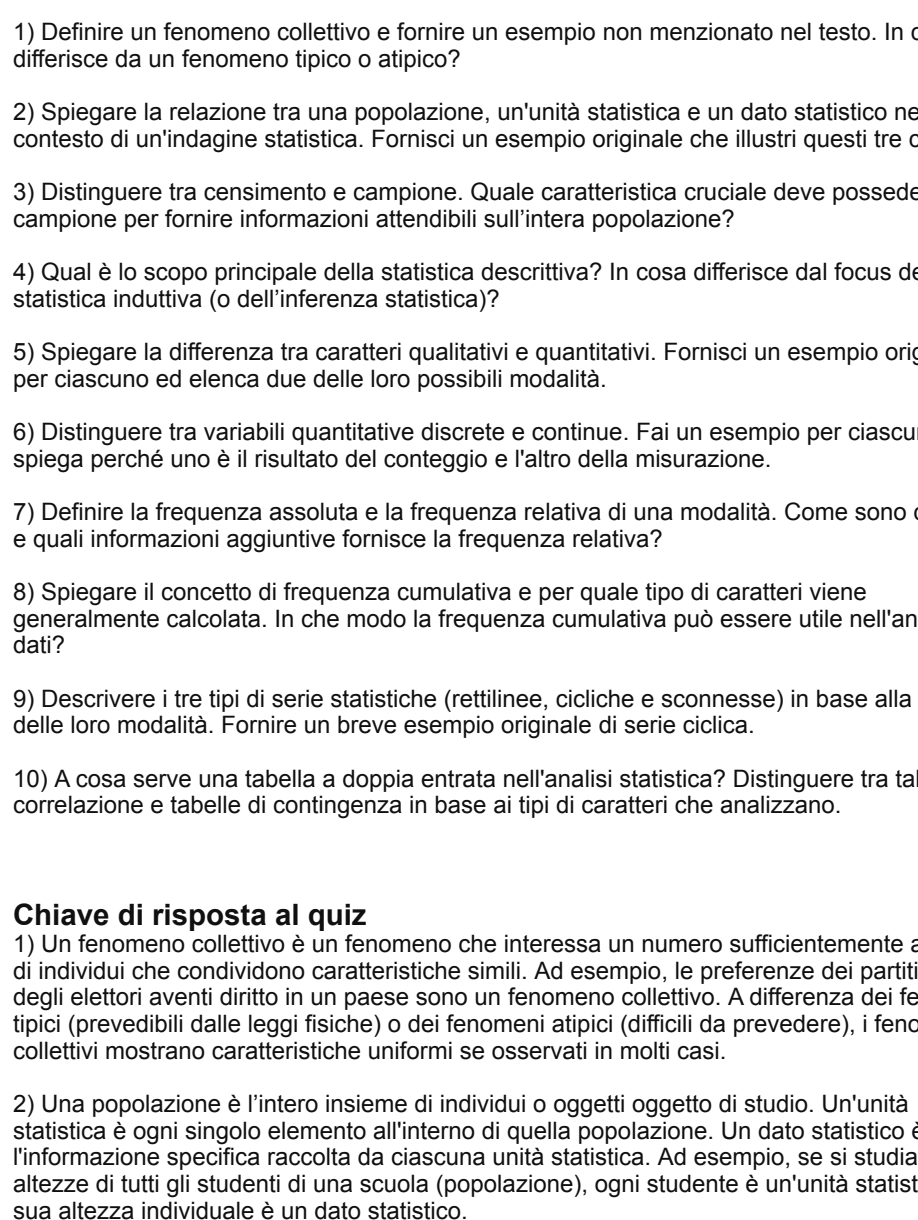 1) Definire un fenomeno collettivo e fornire un esempio non menzionato nel testo. In
differisce da un fenomeno tipico o atipico?
2) Spiegare la relazione tra una popolazione, un'unità statistica e un dato statistico
contesto di un'indagine statistica. Fornisci un esempio originale che illustri questi tre
3) Distinguere tra censimento e campione. Quale caratteristica cruciale deve
campione per fornire informazioni attendibili sull’intera popolazione?
4) Qual è lo scopo principale della statistica descrittiva? In cosa differisce dal focus
statistica induttiva (o dell’inferenza statistica)?
5) Spiegare la differenza tra caratteri qualitativi e quantitativi. Fornisci un esempio
per ciascuno ed elenca due delle loro possibili modalità.
6) Distinguere tra variabili quantitative discrete e continue. Fai un esempio per
spiega perché uno è il risultato del conteggio e l'altro della misurazione.
7) Definire la frequenza assoluta e la frequenza relativa di una modalità. Come sono
e quali informazioni aggiuntive fornisce la frequenza relativa?
8) Spiegare il concetto di frequenza cumulativa e per quale tipo di caratteri viene
generalmente calcolata. In che modo la frequenza cumulativa può essere utile
dati?
9) Descrivere i tre tipi di serie statistiche (rettilinee, cicliche e sconnesse) in base alla
delle loro modalità. Fornire un breve esempio originale di serie ciclica.
10) A cosa serve una tabella a doppia entrata nell'analisi statistica? Distinguere tra
correlazione e tabelle di contingenza in base ai tipi di caratteri che analizzano.
Chiave di risposta al quiz
1) Un fenomeno collettivo è un fenomeno che interessa un numero sufficientemente
di individui che condividono caratteristiche simili. Ad esempio, le preferenze dei partiti
degli elettori aventi diritto in un paese sono un fenomeno collettivo. A differenza dei
tipici (prevedibili dalle leggi fisiche) o dei fenomeni atipici (difficili da prevedere), i
collettivi mostrano caratteristiche uniformi se osservati in molti casi.
2) Una popolazione è l’intero insieme di individui o oggetti oggetto di studio. Un'unità
statistica è ogni singolo elemento all'interno di quella popolazione. Un dato statistico è
l'informazione specifica raccolta da ciascuna unità statistica. Ad esempio, se si
altezze di tutti gli studenti di una scuola (popolazione), ogni studente è un'unità
sua altezza individuale è un dato statistico.